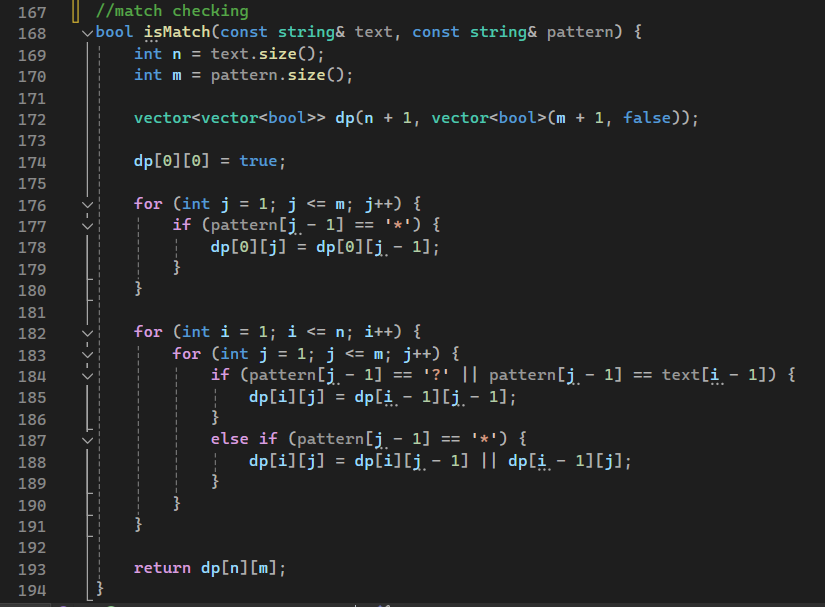 167 //match checking
168 bool isMatch(const string& text, const string& pattern) {
169 int n = text.size();
170 int m = pattern.size();
171
172 vector<vector<bool>> dp(n + 1, vector<bool>(m + 1, false));
173
174 dp[0][0] = true;
175
176 for (int j = 1; j <= m; j++) {
177 if (pattern[j - 1] == '*') {
178 dp[0][j] = dp[0][j - 1];
179 }
180 }
181
182 for (int i = 1; i <= n; i++) {
183 for (int j = 1; j <= m; j++) {
184 if (pattern[j - 1] == '?' || pattern[j - 1] == text[i - 1]) {
185 dp[i][j] = dp[i - 1][j - 1];
186 }
187 else if (pattern[j - 1] == '*') {
188 dp[i][j] = dp[i][j - 1] || dp[i - 1][j];
189 }
190 }
191 }
192
193 return dp[n][m];
194 }